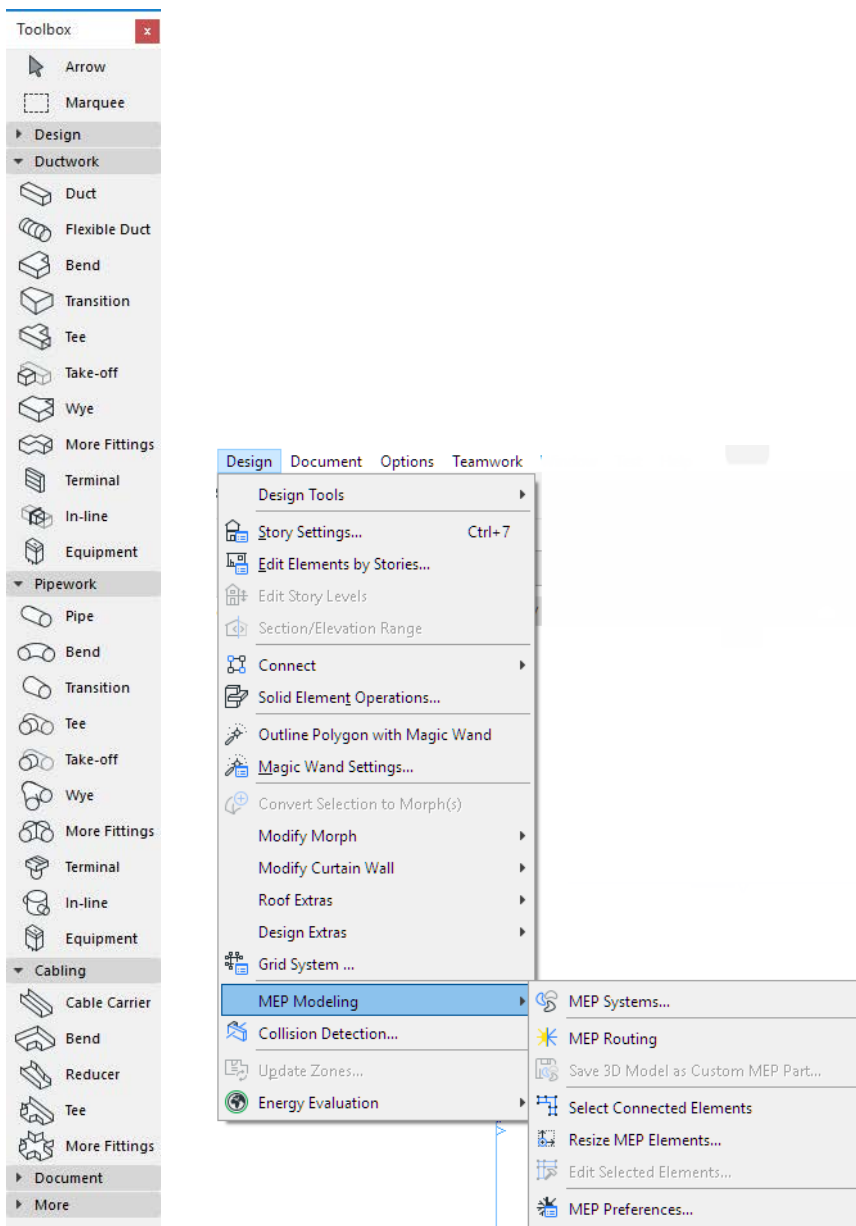 Toolbox
x
Arrow
Marquee
Design
Ductwork
Duct
Flexible Duct
Bend
Transition
Tee
Take-off
Wye
More Fittings
Terminal
In-line
Equipment
Pipework
Pipe
Bend
Transition
Tee
Take-off
Wye
More Fittings
Terminal
In-line
Equipment
Cabling
Cable Carrier
Bend
Reducer
Tee
More Fittings
Document
More
Design Document Options Teamwork
Design Tools
Story Settings... Ctrl+7
Edit Elements by Stories...
Edit Story Levels
Section/Elevation Range
Connect
Solid Element Operations...
Outline Polygon with Magic Wand
Magic Wand Settings...
Convert Selection to Morph(s)
Modify Morph
Modify Curtain Wall
Roof Extras
Design Extras
Grid System ...
MEP Modeling
Collision Detection...
Update Zones...
Energy Evaluation
MEP Systems...
MEP Routing
Save 3D Model as Custom MEP Part...
Select Connected Elements
Resize MEP Elements...
Edit Selected Elements...
MEP Preferences...